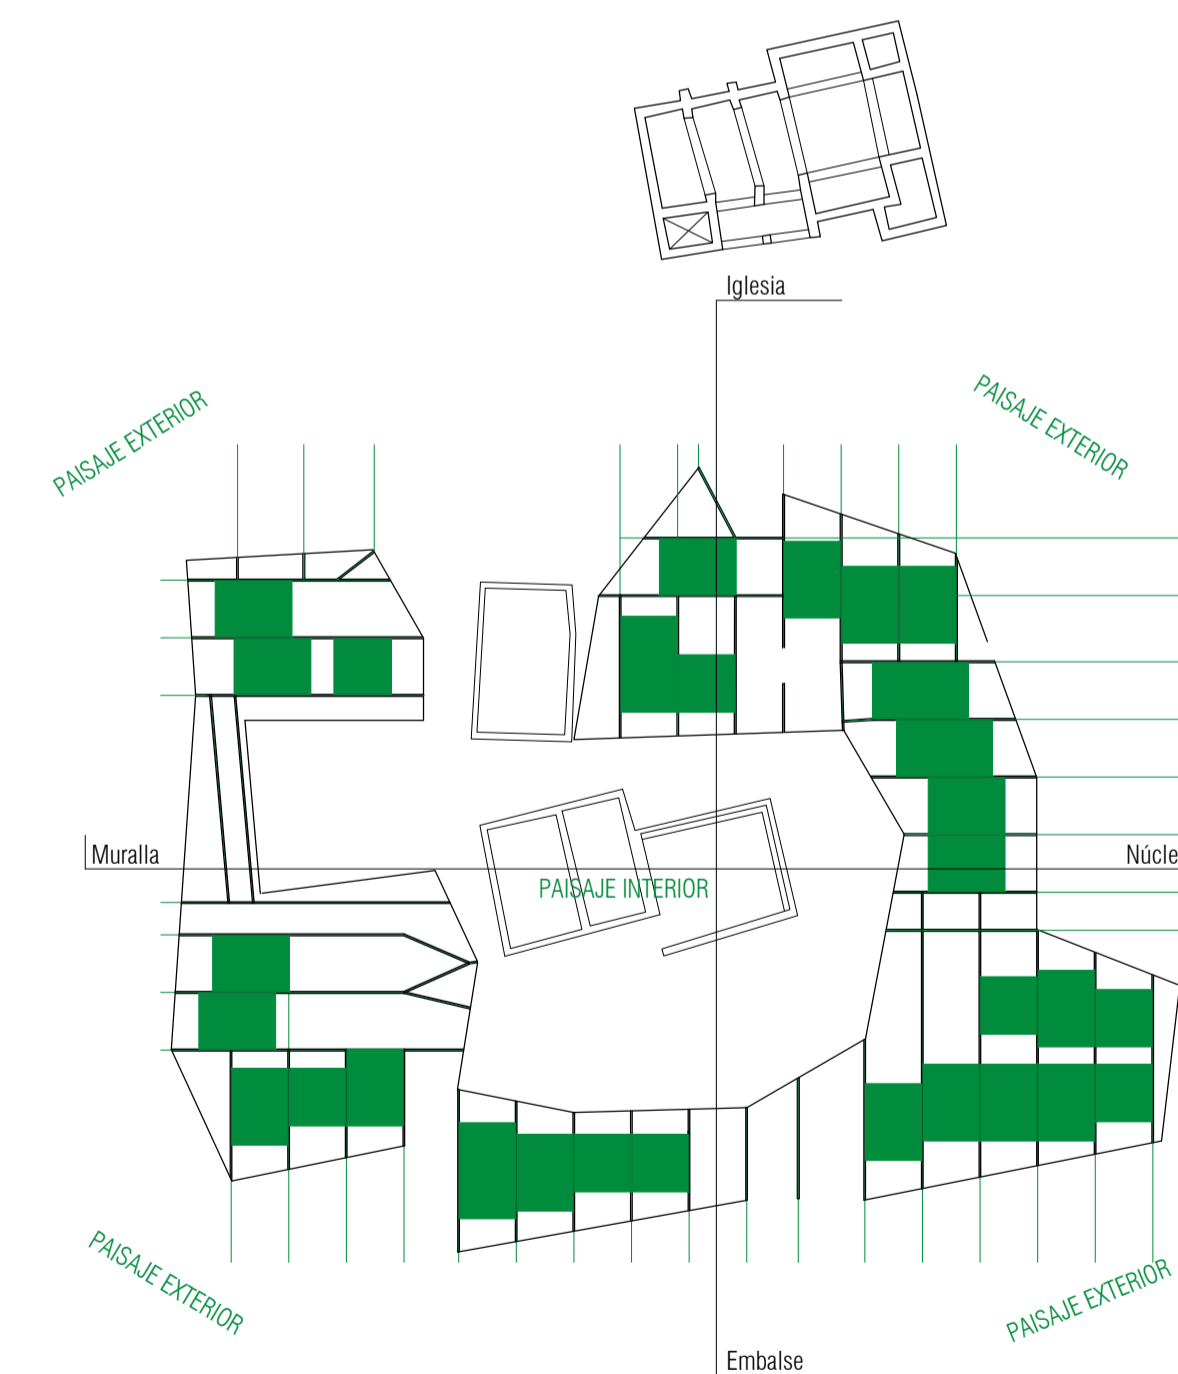 Iglesia
PAISAJE EXTERIOR
PAISAJE EXTERIOR
Muralla
Núcle
PAISAJE INTERIOR
PAISAJE EXTERIOR
PAISAJE EXTERIOR
Embalse